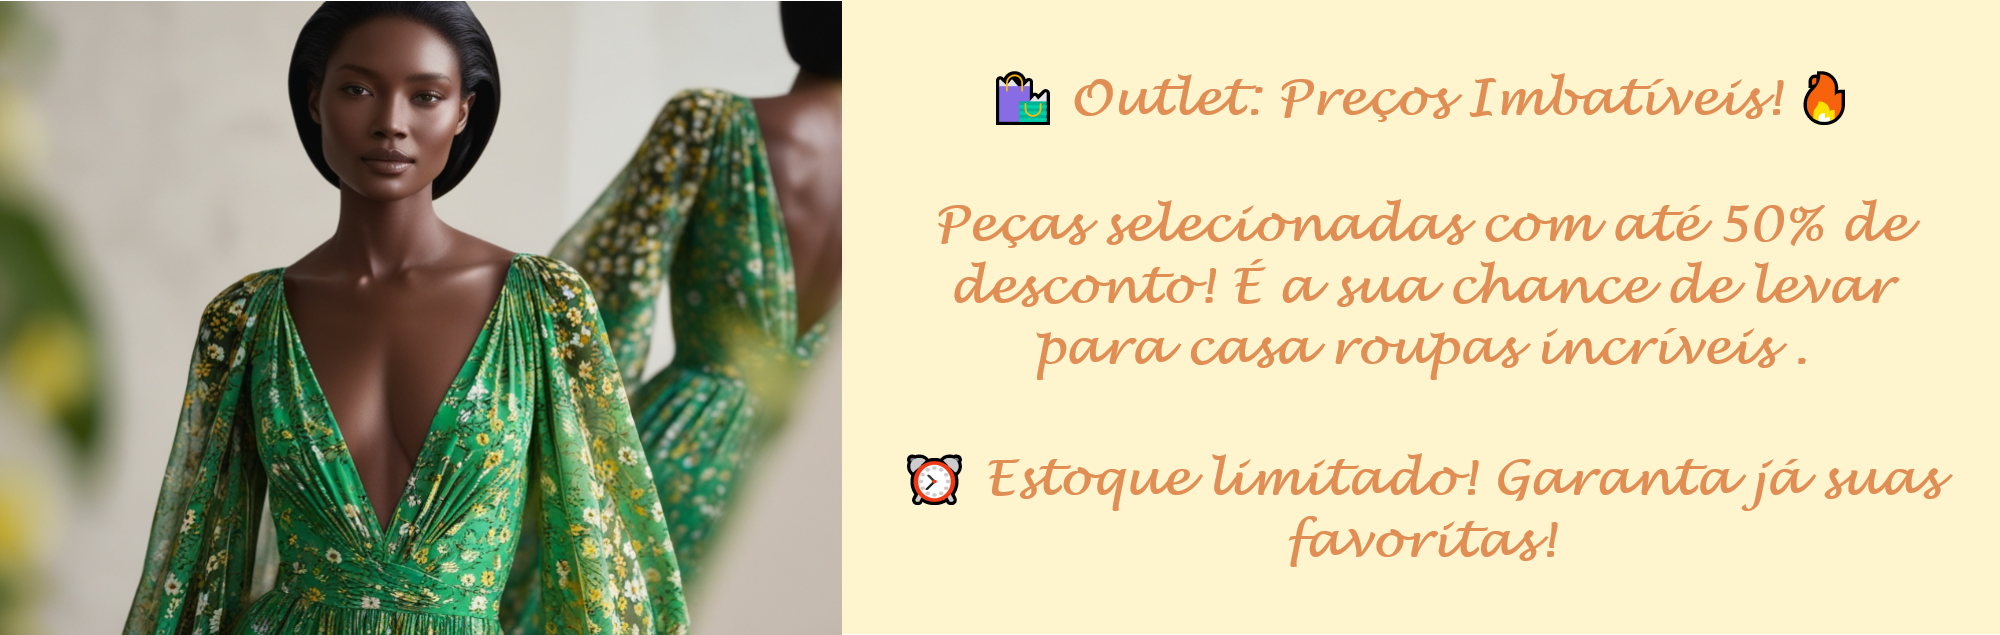 🛍️ Outlet: Preços Imbatíveis! 🔥
Peças selecionadas com até 50% de
desconto! É a sua chance de levar
para casa roupas incríveis .
⏰ Estoque limitado! Garanta já suas
favoritas!